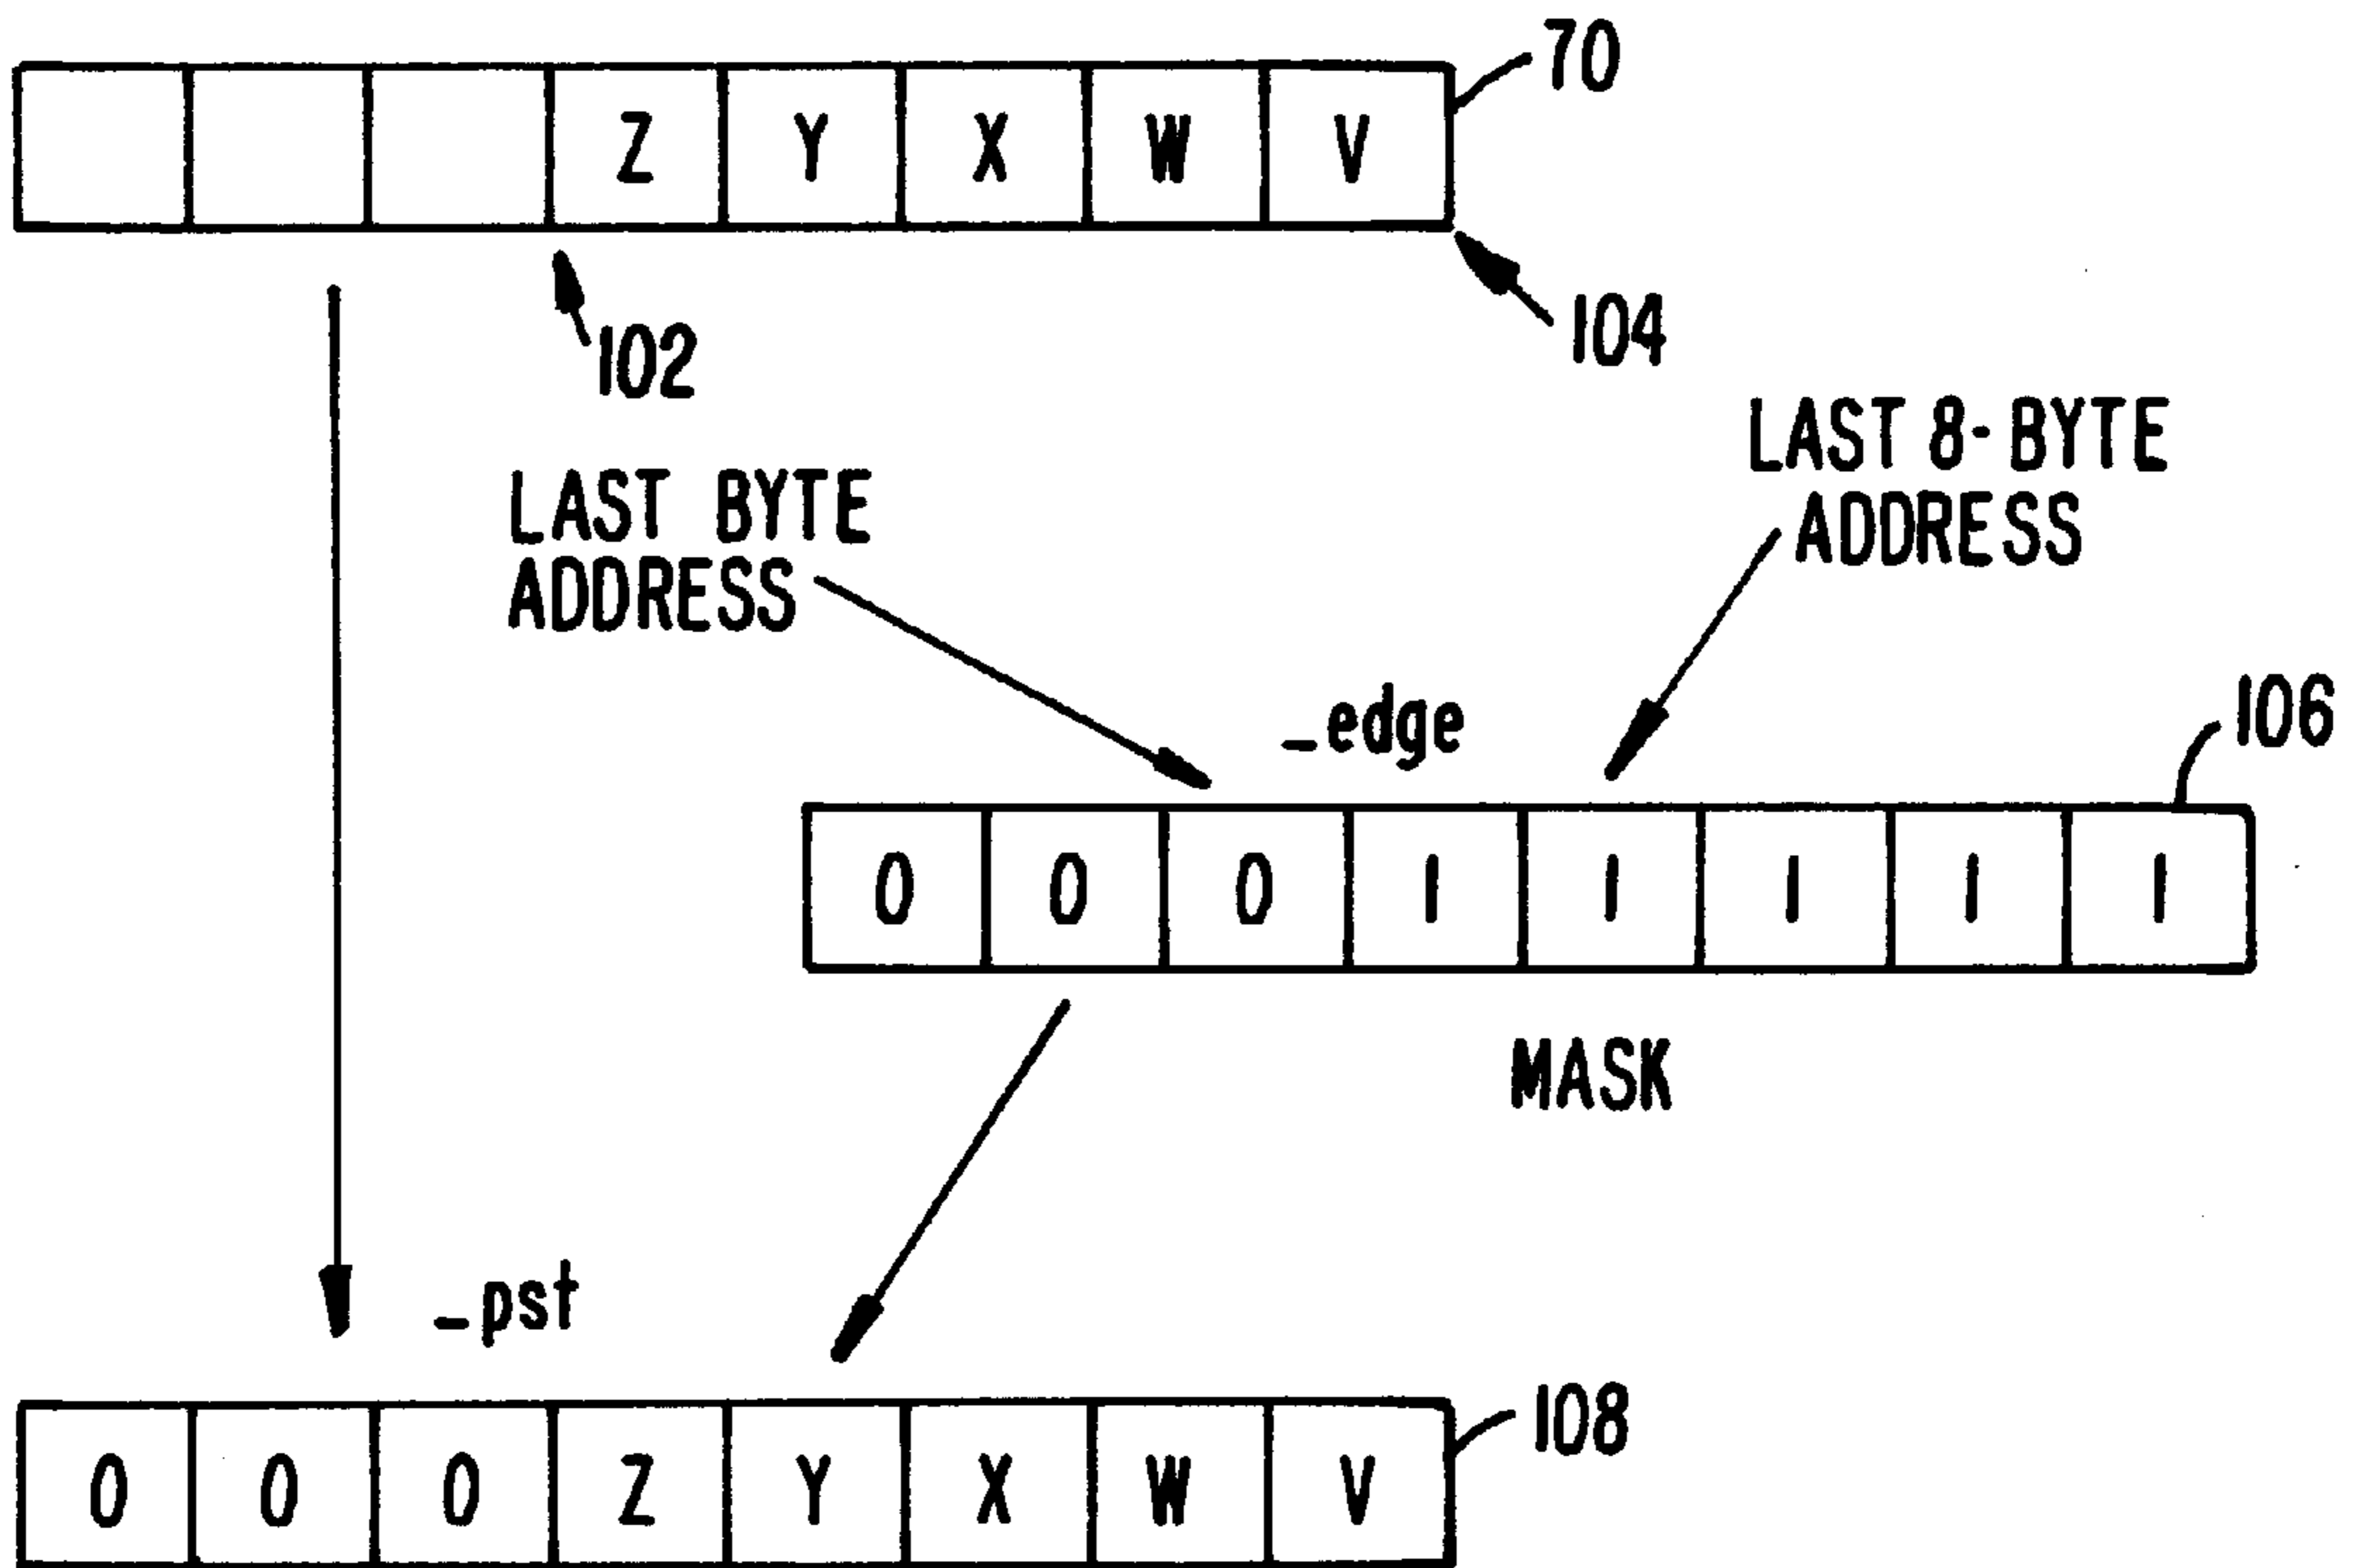 70
Z Y X W V
102
104
LAST 8-BYTE
ADDRESS
LAST BYTE
ADDRESS
_edge
106
0 0 0 1 1 1 1 1
MASK
_pst
108
0 0 0 Z Y X W V